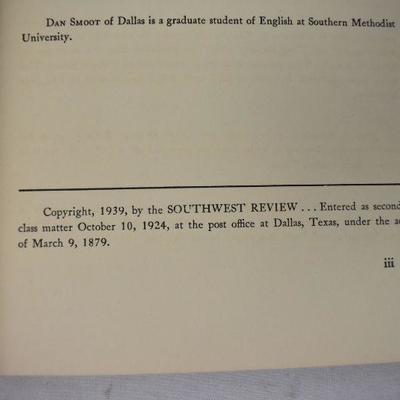 DAN SMOOT of Dallas is a graduate student of English at Southern Methodist
University.
Copyright, 1939, by the SOUTHWEST REVIEW . . . Entered as second
class matter October 10, 1924, at the post office at Dallas, Texas, under the
of March 9, 1879.
iii